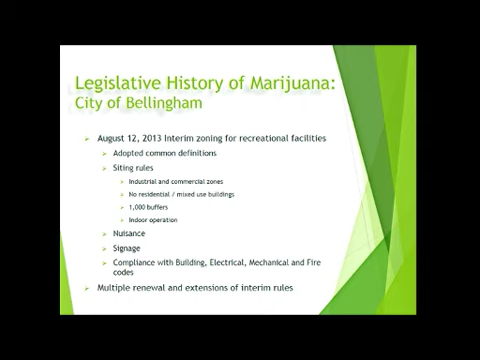 Legislative History of Marijuana:
City of Bellingham
August 12, 2013 Interim zoning for recreational facilities
Adopted common definitions
Siting rules
Industrial and commercial zones
No residential / mixed use buildings
1,000 buffers
Indoor operation
Nuisance
Signage
Compliance with Building, Electrical, Mechanical and Fire
codes
Multiple renewal and extensions of interim rules